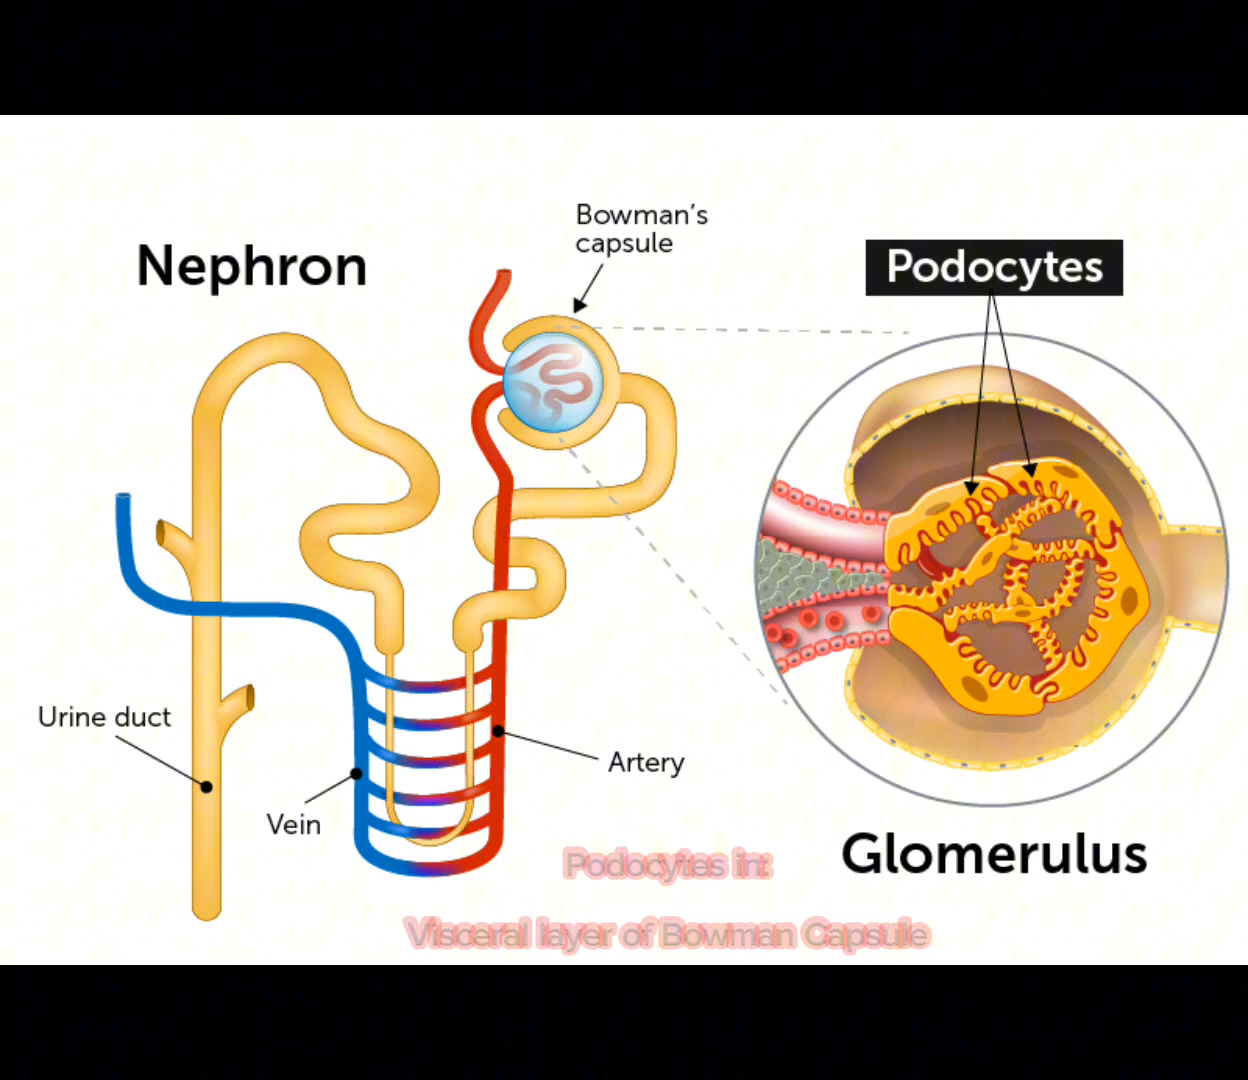 Bowman's
capsule
Nephron
Podocytes
Urine duct
Vein
Artery
Glomerulus
Podocytes in:
Visceral layer of Bowman Capsule